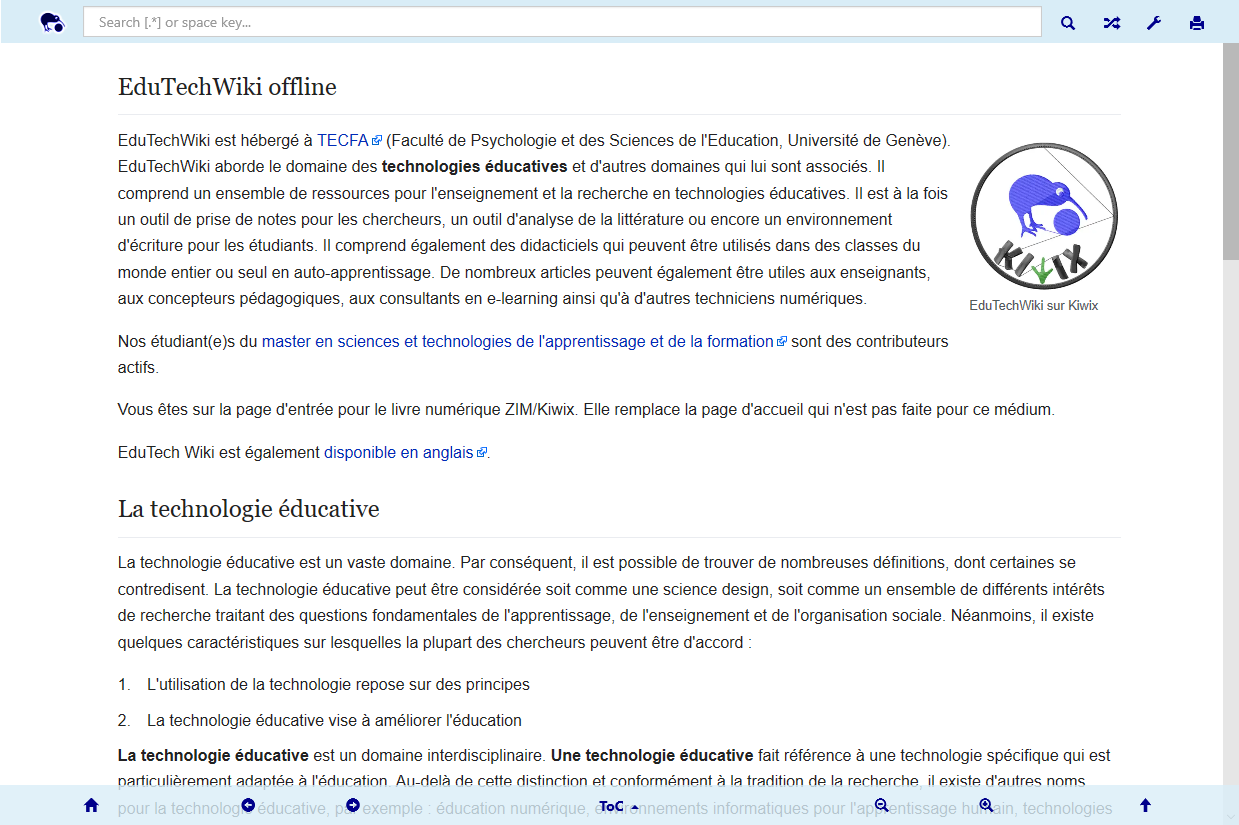 Search [.*] or space key...
EduTechWiki offline
EduTechWiki est hébergé à TECFA (Faculté de Psychologie et des Sciences de l'Education, Université de Genève).
EduTechWiki aborde le domaine des technologies éducatives et d'autres domaines qui lui sont associés. Il
comprend un ensemble de ressources pour l'enseignement et la recherche en technologies éducatives. Il est à la fois
un outil de prise de notes pour les chercheurs, un outil d'analyse de la littérature ou encore un environnement
d'écriture pour les étudiants. Il comprend également des didacticiels qui peuvent être utilisés dans des classes du
monde entier ou seul en auto-apprentissage. De nombreux articles peuvent également être utiles aux enseignants,
aux concepteurs pédagogiques, aux consultants en e-learning ainsi qu'à d'autres techniciens numériques.
KIWIX
EduTechWiki sur Kiwix
Nos étudiant(e)s du master en sciences et technologies de l'apprentissage et de la formation sont des contributeurs
actifs.
Vous êtes sur la page d'entrée pour le livre numérique ZIM/Kiwix. Elle remplace la page d'accueil qui n'est pas faite pour ce médium.
EduTech Wiki est également disponible en anglais.
La technologie éducative
La technologie éducative est un vaste domaine. Par conséquent, il est possible de trouver de nombreuses définitions, dont certaines se
contredisent. La technologie éducative peut être considérée soit comme une science design, soit comme un ensemble de différents intérêts
de recherche traitant des questions fondamentales de l'apprentissage, de l'enseignement et de l'organisation sociale. Néanmoins, il existe
quelques caractéristiques sur lesquelles la plupart des chercheurs peuvent être d'accord :
1. L'utilisation de la technologie repose sur des principes
2. La technologie éducative vise à améliorer l'éducation
La technologie éducative est un domaine interdisciplinaire. Une technologie éducative fait référence à une technologie spécifique qui est
particulièrement adaptée à l'éducation. Au-delà de cette distinction et conformément à la tradition de la recherche, il existe d'autres noms
pour la technologie éducative, par exemple : éducation numérique, environnements informatiques pour l'apprentissage humain, technologies
ToC